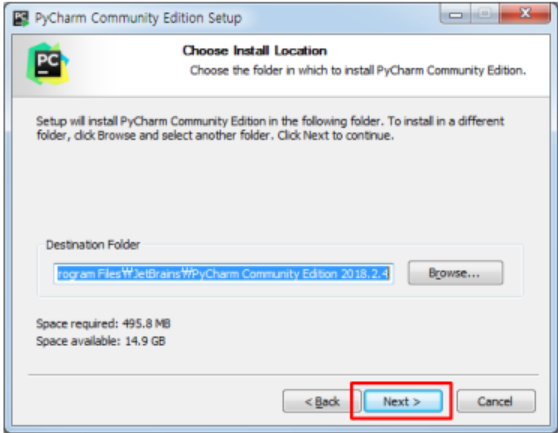 PyCharm Community Edition Setup
PC
Choose Install Location
Choose the folder in which to install PyCharm Community Edition.
Setup will install PyCharm Community Edition in the following folder. To install in a different
folder, click Browse and select another folder. Click Next to continue.
Destination Folder
rogram Files₩JetBrains₩PyCharm Community Edition 2018.2.4
Browse...
Space required: 495.8 MB
Space available: 14.9 GB
< Back
Next >
Cancel